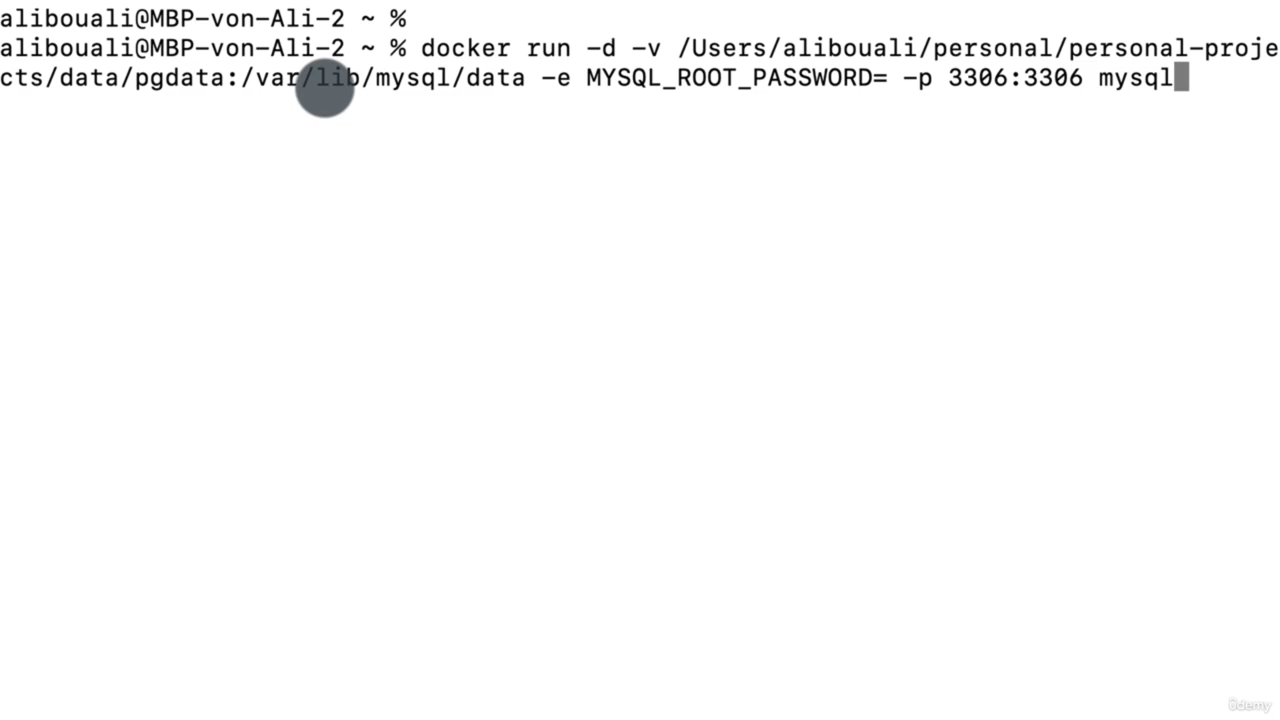 alibouali@MBP-von-Ali-2 ~ %
alibouali@MBP-von-Ali-2 ~ % docker run -d -v /Users/alibouali/personal/personal-proje
cts/data/pgdata:/var/lib/mysql/data -e MYSQL_ROOT_PASSWORD= -p 3306:3306 mysql
ûdemy